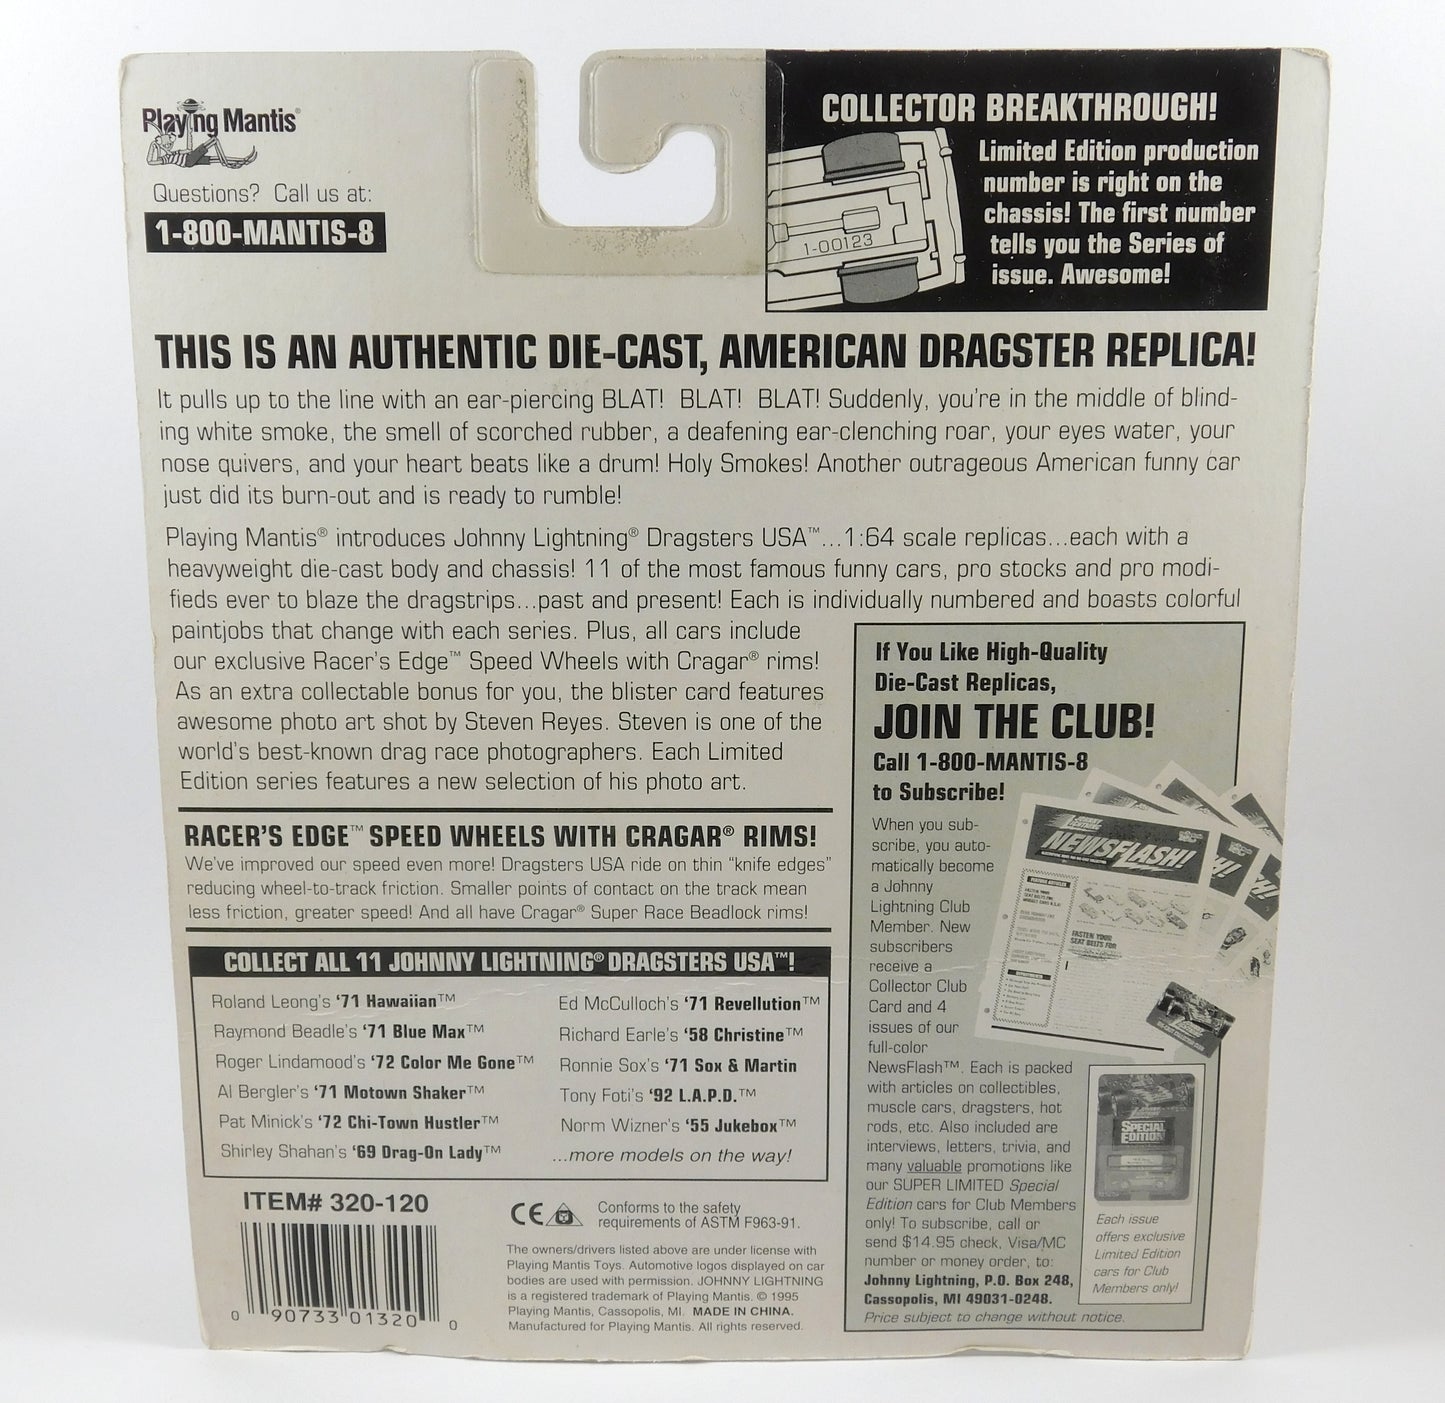 Playing Mantis®
Questions? Call us at:
1-800-MANTIS-8
COLLECTOR BREAKTHROUGH!
Limited Edition production
number is right on the
chassis! The first number
tells you the Series of
issue. Awesome!
1-00123
THIS IS AN AUTHENTIC DIE-CAST, AMERICAN DRAGSTER REPLICA!
It pulls up to the line with an ear-piercing BLAT! BLAT! BLAT! Suddenly, you're in the middle of blind-
ing white smoke, the smell of scorched rubber, a deafening ear-clenching roar, your eyes water, your
nose quivers, and your heart beats like a drum! Holy Smokes! Another outrageous American funny car
just did its burn-out and is ready to rumble!
Playing Mantis® introduces Johnny Lightning® Dragsters USA™...1:64 scale replicas...each with a
heavyweight die-cast body and chassis! 11 of the most famous funny cars, pro stocks and pro modi-
fieds ever to blaze the dragstrips...past and present! Each is individually numbered and boasts colorful
paintjobs that change with each series. Plus, all cars include
our exclusive Racer's Edge™ Speed Wheels with Cragar® rims!
As an extra collectable bonus for you, the blister card features
awesome photo art shot by Steven Reyes. Steven is one of the
world's best-known drag race photographers. Each Limited
Edition series features a new selection of his photo art.
RACER'S EDGE™ SPEED WHEELS WITH CRAGAR® RIMS!
We've improved our speed even more! Dragsters USA ride on thin "knife edges"
reducing wheel-to-track friction. Smaller points of contact on the track mean
less friction, greater speed! And all have Cragar® Super Race Beadlock rims!
COLLECT ALL 11 JOHNNY LIGHTNING® DRAGSTERS USA™!
Roland Leong's '71 Hawaiian™
Raymond Beadle's '71 Blue Max™
Roger Lindamood's '72 Color Me Gone™
Al Bergler's '71 Motown Shaker™
Pat Minick's '72 Chi-Town Hustler™
Shirley Shahan's '69 Drag-On Lady™
Ed McCulloch's '71 Revellution™
Richard Earle's '58 Christine™
Ronnie Sox's '71 Sox & Martin
Tony Foti's '92 L.A.P.D.™
Norm Wizner's '55 Jukebox™
...more models on the way!
ITEM# 320-120
0 90733 01320 0
CE
Conforms to the safety
requirements of ASTM F963-91.
The owners/drivers listed above are under license with
Playing Mantis Toys. Automotive logos displayed on car
bodies are used with permission. JOHNNY LIGHTNING
is a registered trademark of Playing Mantis. © 1995
Playing Mantis, Cassopolis, MI. MADE IN CHINA.
Manufactured for Playing Mantis. All rights reserved.
If You Like High-Quality
Die-Cast Replicas,
JOIN THE CLUB!
Call 1-800-MANTIS-8
to Subscribe!
When you sub-
scribe, you auto-
matically become
a Johnny
Lightning Club
Member. New
subscribers
receive a
Collector Club
Card and 4
issues of our
full-color
NewsFlash™. Each is packed
with articles on collectibles,
muscle cars, dragsters, hot
rods, etc. Also included are
interviews, letters, trivia, and
many valuable promotions like
our SUPER LIMITED Special
Edition cars for Club Members
only! To subscribe, call or
send $14.95 check, Visa/MC
number or money order, to:
Johnny Lightning, P.O. Box 248,
Cassopolis, MI 49031-0248.
Price subject to change without notice.
NEWSFLASH!
FASTEN YOUR
SEAT BELTS FOR
SPECIAL
EDITION
Each issue
offers exclusive
Limited Edition
cars for Club
Members only!